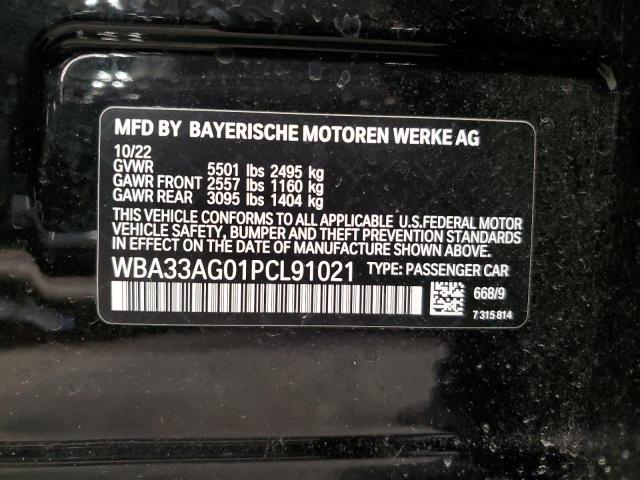 MFD BY BAYERISCHE MOTOREN WERKE AG
10/22
GVWR 5501 lbs 2495 kg
GAWR FRONT 2557 lbs 1160 kg
GAWR REAR 3095 lbs 1404 kg
THIS VEHICLE CONFORMS TO ALL APPLICABLE U.S.FEDERAL MOTOR
VEHICLE SAFETY, BUMPER AND THEFT PREVENTION STANDARDS
IN EFFECT ON THE DATE OF MANUFACTURE SHOWN ABOVE.
WBA33AG01PCL91021 TYPE: PASSENGER CAR
668/9
7 315 814